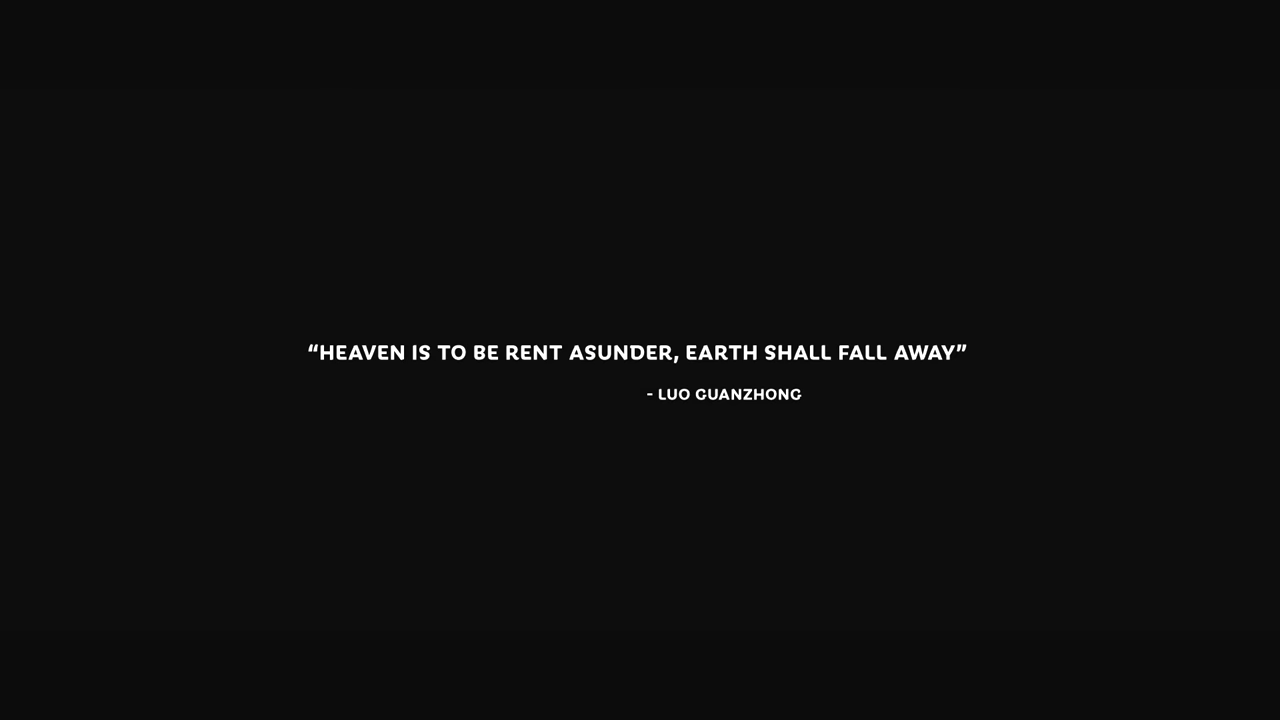 “HEAVEN IS TO BE RENT ASUNDER, EARTH SHALL FALL AWAY”
- LUO GUANZHONG